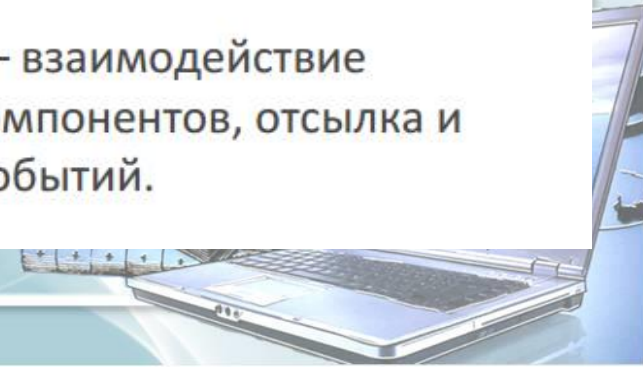 - взаимодействие
мпонентов, отсылка и
обытий.